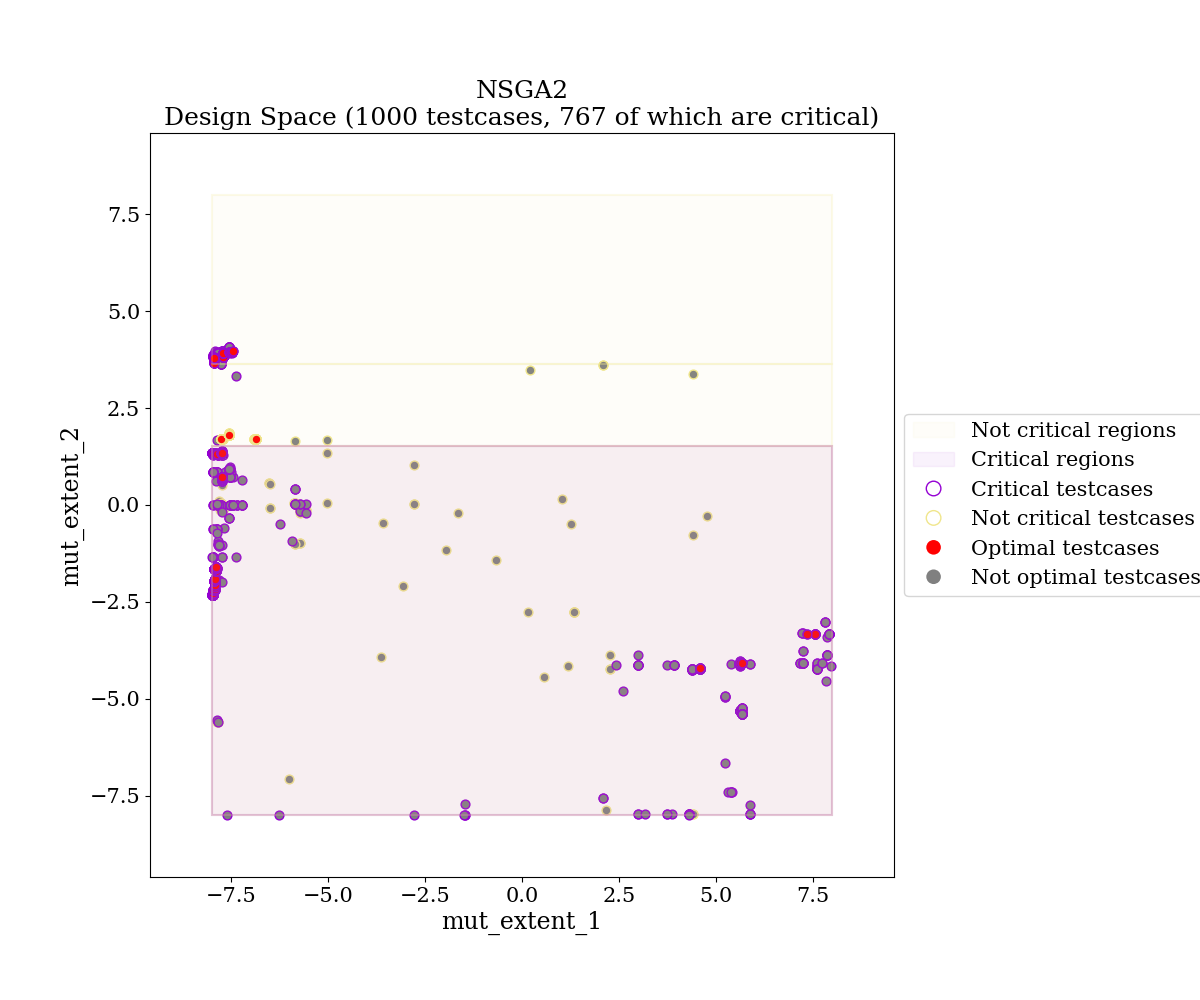 NSGA2
Design Space (1000 testcases, 767 of which are critical)
mut_extent_2
7.5
5.0
2.5
0.0
−2.5
−5.0
−7.5
−7.5
−5.0
−2.5
0.0
2.5
5.0
7.5
mut_extent_1
Not critical regions
Critical regions
Critical testcases
Not critical testcases
Optimal testcases
Not optimal testcases